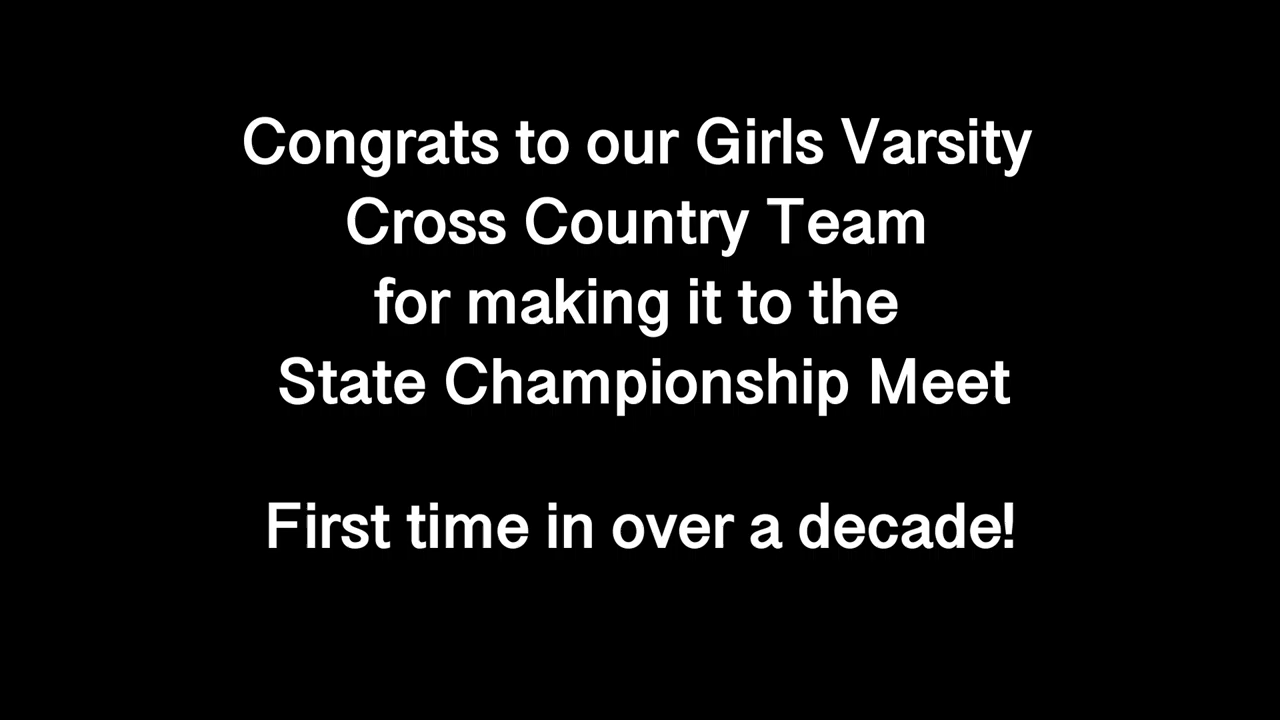 Congrats to our Girls Varsity
Cross Country Team
for making it to the
State Championship Meet
First time in over a decade!